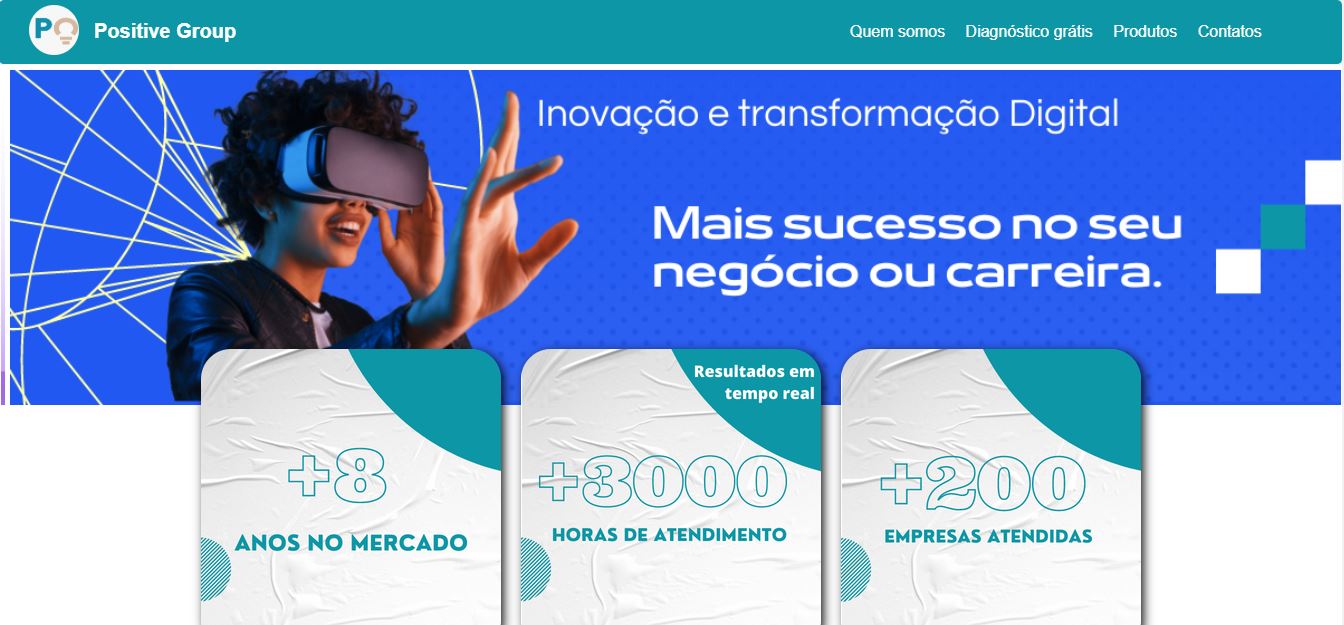 PG
Positive Group
Quem somos
Diagnóstico grátis
Produtos
Contatos
Inovação e transformação Digital
Mais sucesso no seu
negócio ou carreira.
+8
ANOS NO MERCADO
Resultados em
tempo real
+3000
HORAS DE ATENDIMENTO
+200
EMPRESAS ATENDIDAS